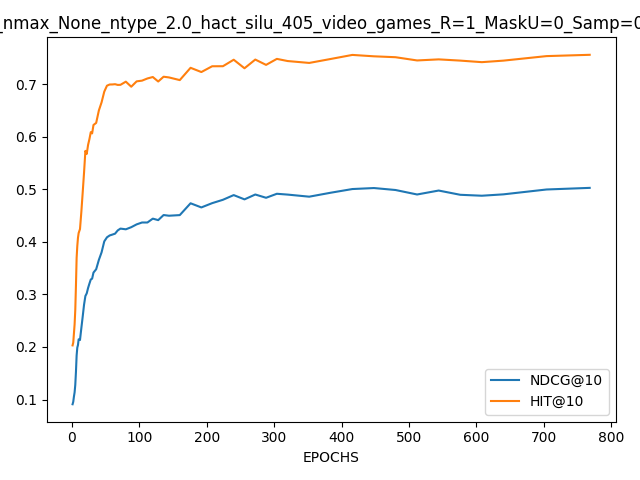 _nmax_None_ntype_2.0_hact_silu_405_video_games_R=1_MaskU=0_Samp=0
0.7
0.6
0.5
0.4
0.3
0.2
0.1
NDCG@10
HIT@10
0 100 200 300 400 500 600 700 800
EPOCHS